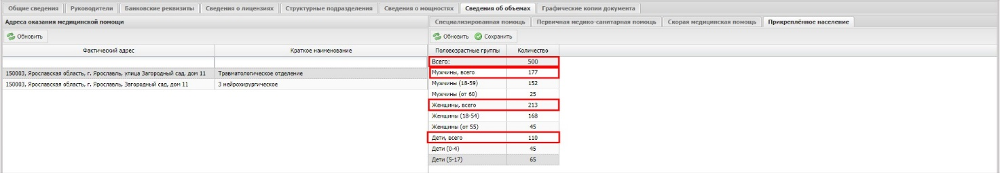 Общие сведения Руководители Банковские реквизиты Сведения о лицензиях Структурные подразделения Сведения о мощностях Сведения об объемах Графические копии документа
Адреса оказания медицинской помощи
Обновить
Фактический адрес Краткое наименование
150003, Ярославская область, г. Ярославль, улица Загородный сад, дом 11 Травматологическое отделение
150003, Ярославская область, г. Ярославль, Загородный сад, дом 11 3 нейрохирургическое
Специализированная помощь Первичная медико-санитарная помощь Скорая медицинская помощь Прикреплённое население
Обновить Сохранить
Половозрастные группы Количество
Всего: 500
Мужчины, всего 177
Мужчины (18-59) 152
Мужчины (от 60) 25
Женщины, всего 213
Женщины (18-54) 168
Женщины (от 55) 45
Дети, всего 110
Дети (0-4) 45
Дети (5-17) 65